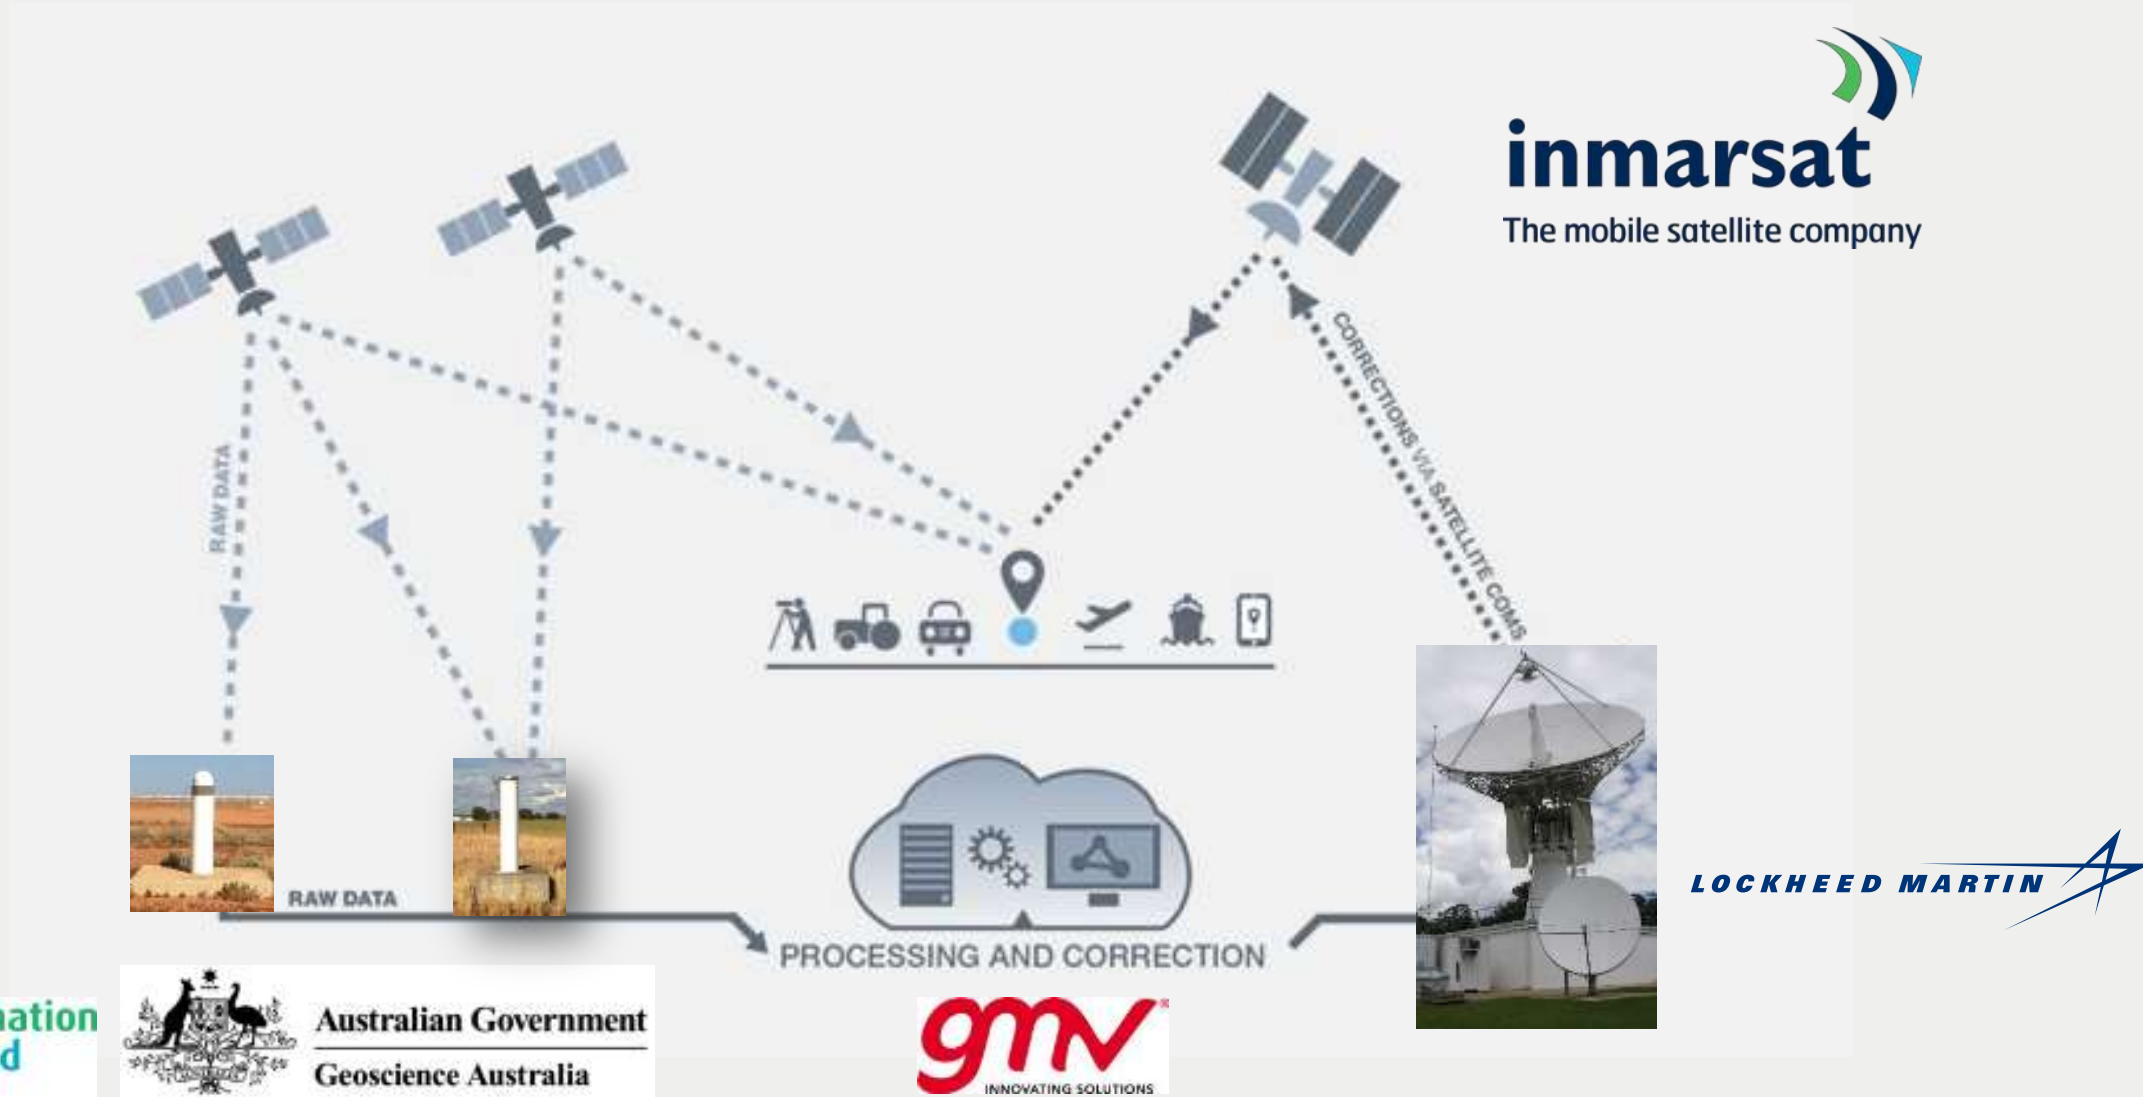 inmarsat
The mobile satellite company
CORRECTIONS VIA SATELLITE COMS
RAW DATA
RAW DATA
LOCKHEED MARTIN
PROCESSING AND CORRECTION
nation
d
Australian Government
Geoscience Australia
gmv®
INNOVATING SOLUTIONS